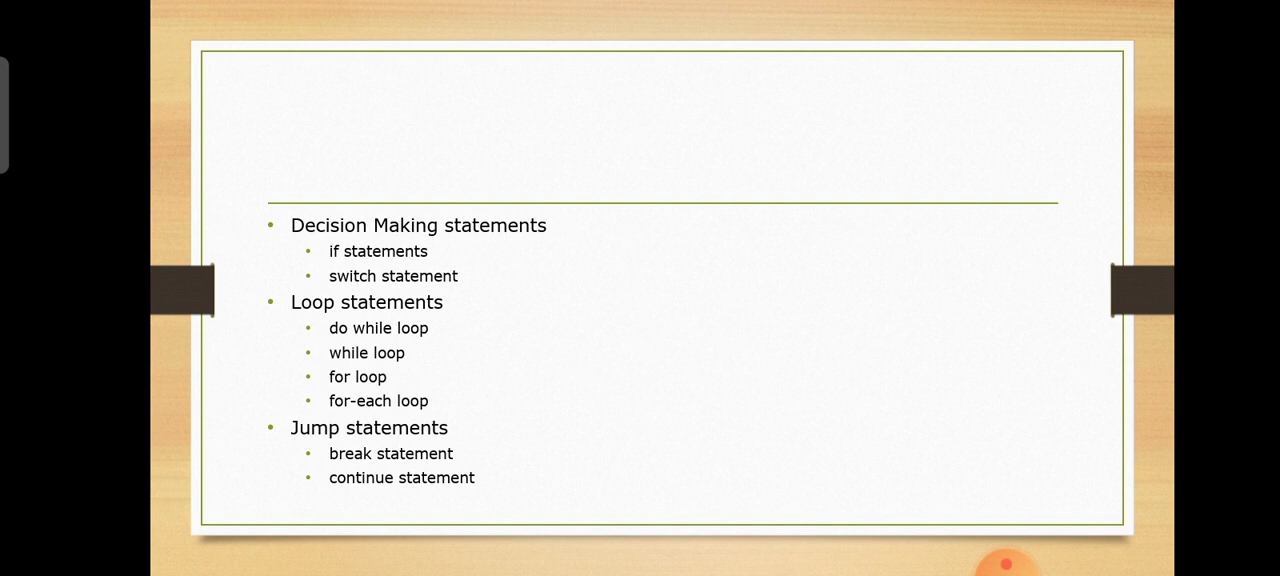 • Decision Making statements
• if statements
• switch statement
• Loop statements
• do while loop
• while loop
• for loop
• for-each loop
• Jump statements
• break statement
• continue statement